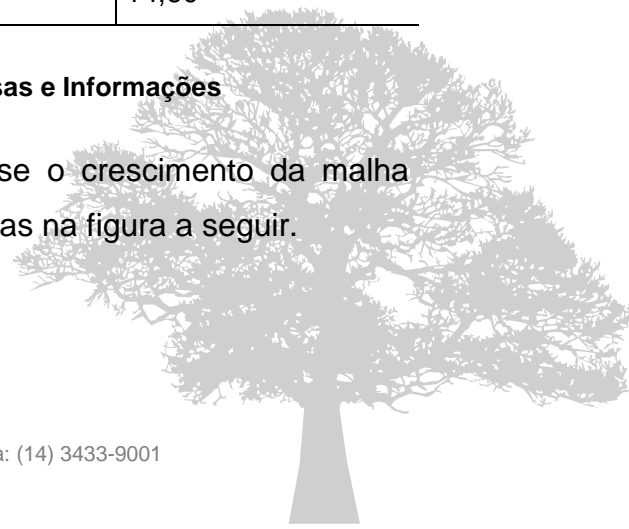 sas e Informações
se o crescimento da malha
as na figura a seguir.
a: (14) 3433-9001